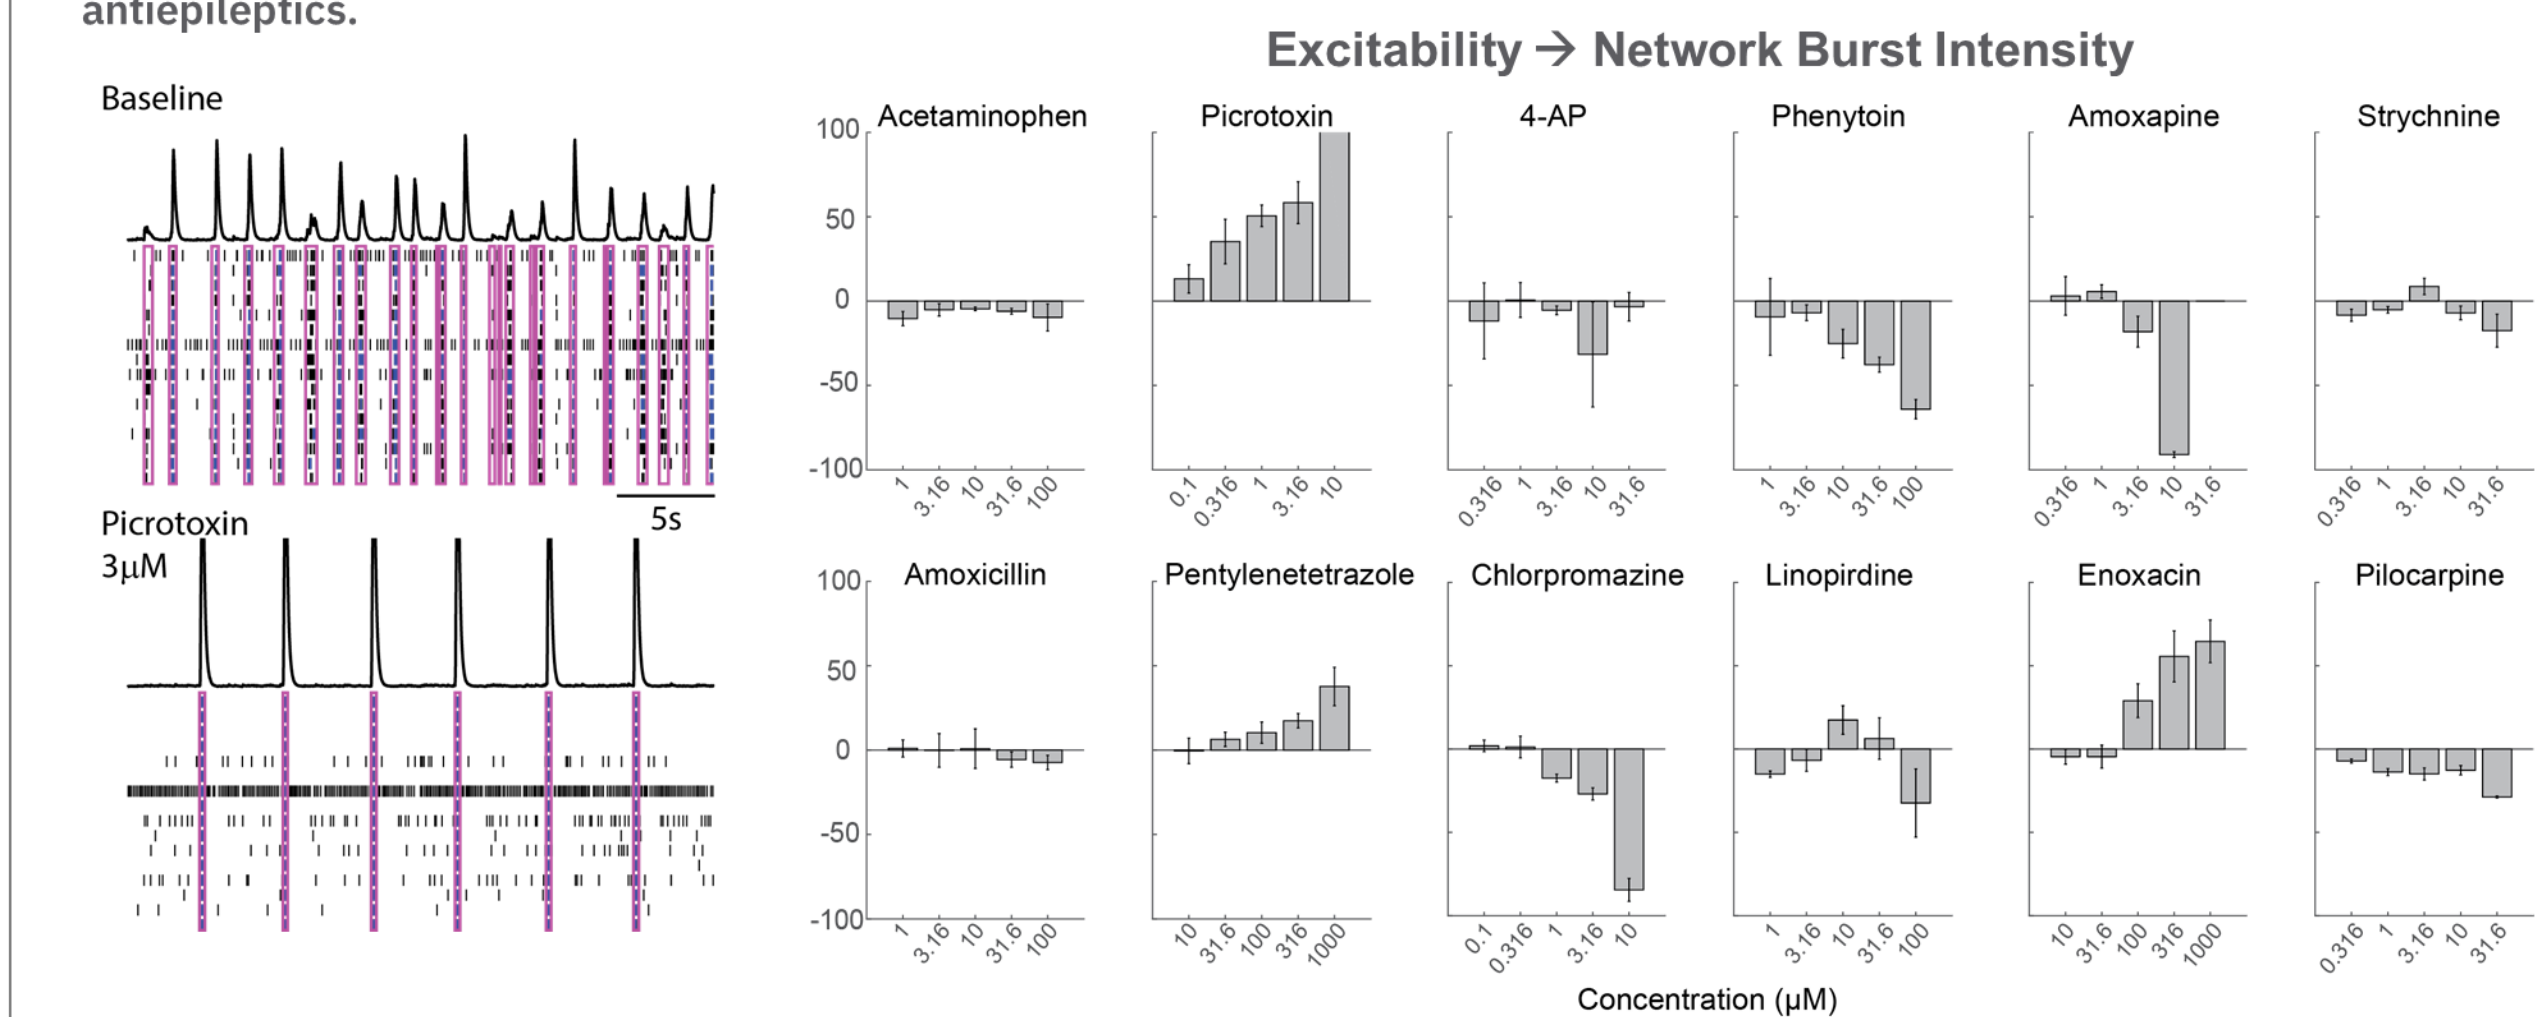 antiepileptics.
Excitability → Network Burst Intensity
Baseline
5s
Picrotoxin
3μM
Acetaminophen
100
50
0
-50
-100
1 3.16 10 31.6 100
Picrotoxin
0.1 0.316 1 3.16 10
4-AP
0.316 1 3.16 10 31.6
Phenytoin
1 3.16 10 31.6 100
Amoxapine
0.316 1 3.16 10 31.6
Strychnine
0.316 1 3.16 10 31.6
Amoxicillin
100
50
0
-50
-100
1 3.16 10 31.6 100
Pentylenetetrazole
10 31.6 100 316 1000
Chlorpromazine
0.1 0.316 1 3.16 10
Linopirdine
1 3.16 10 31.6 100
Enoxacin
10 31.6 100 316 1000
Pilocarpine
0.316 1 3.16 10 31.6
Concentration (μM)